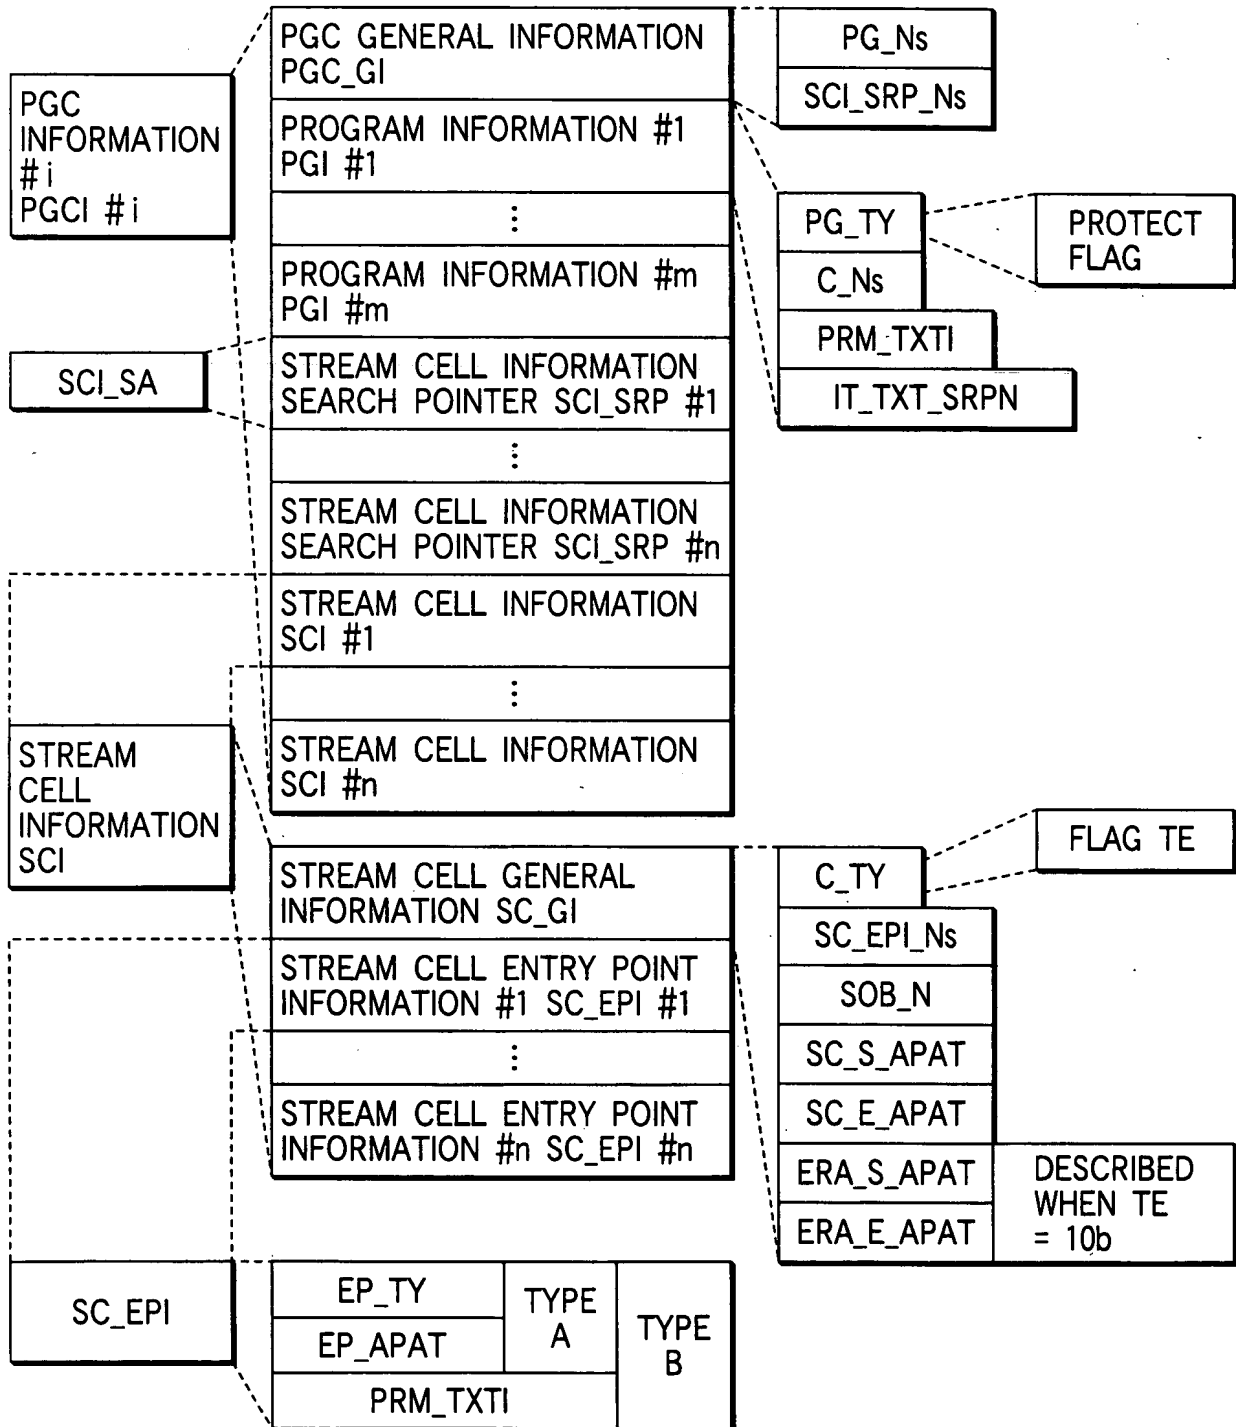 PGC
INFORMATION
# i
PGCI # i
PGC GENERAL INFORMATION
PGC_GI
PROGRAM INFORMATION #1
PGI #1
⋮
PROGRAM INFORMATION #m
PGI #m
STREAM CELL INFORMATION
SEARCH POINTER SCI_SRP #1
⋮
STREAM CELL INFORMATION
SEARCH POINTER SCI_SRP #n
STREAM CELL INFORMATION
SCI #1
⋮
STREAM CELL INFORMATION
SCI #n
PG_Ns
SCI_SRP_Ns
PG_TY
C_Ns
PRM_TXTI
IT_TXT_SRPN
PROTECT
FLAG
SCI_SA
STREAM
CELL
INFORMATION
SCI
STREAM CELL GENERAL
INFORMATION SC_GI
STREAM CELL ENTRY POINT
INFORMATION #1 SC_EPI #1
⋮
STREAM CELL ENTRY POINT
INFORMATION #n SC_EPI #n
C_TY
SC_EPI_Ns
SOB_N
SC_S_APAT
SC_E_APAT
ERA_S_APAT
ERA_E_APAT
FLAG TE
DESCRIBED
WHEN TE
= 10b
SC_EPI
EP_TY
EP_APAT
PRM_TXTI
TYPE
A
TYPE
B